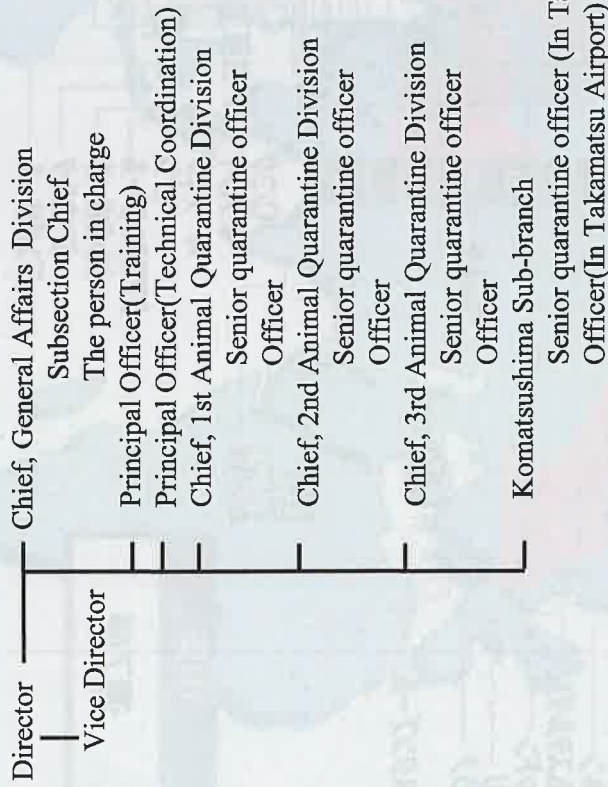 Director
Vice Director
Chief, General Affairs Division
Subsection Chief
The person in charge
Principal Officer(Training)
Principal Officer(Technical Coordination)
Chief, 1st Animal Quarantine Division
Senior quarantine officer
Officer
Chief, 2nd Animal Quarantine Division
Senior quarantine officer
Officer
Chief, 3rd Animal Quarantine Division
Senior quarantine officer
Officer
Komatsushima Sub-branch
Senior quarantine officer (In
Officer(In Takamatsu Airport)